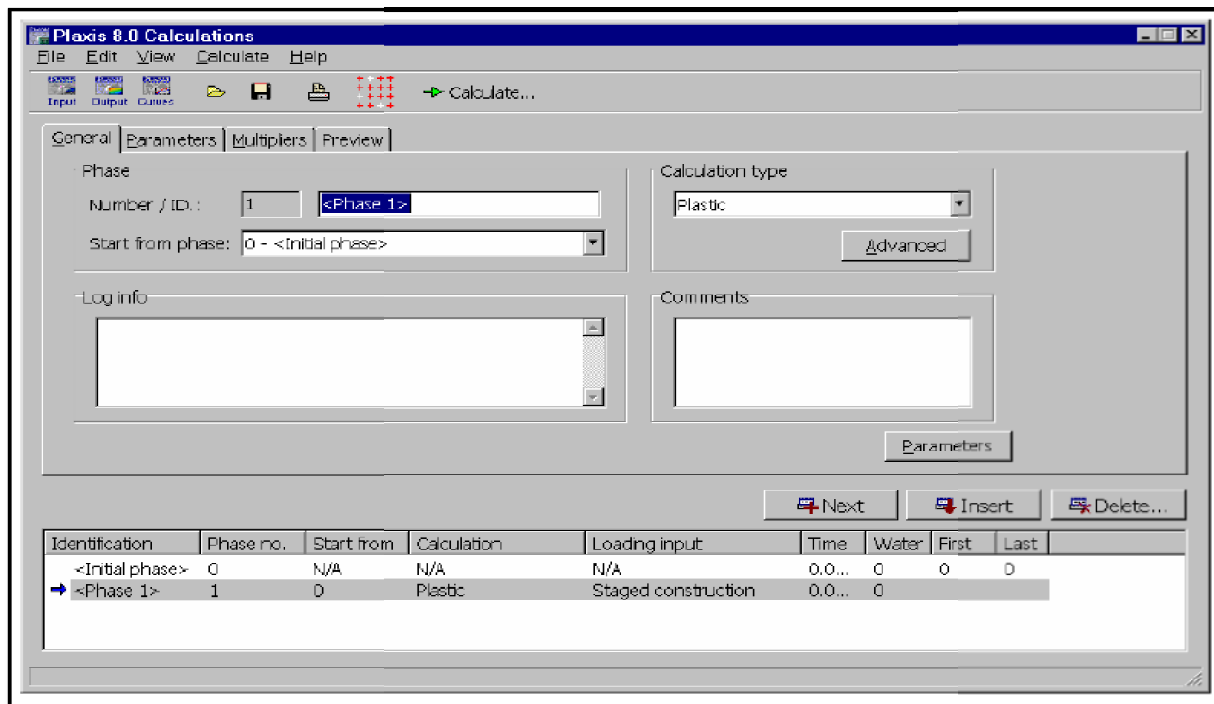 Plaxis 8.0 Calculations
File Edit View Calculate Help
Input Output Curves Calculate...
General Parameters Multipliers Preview
Phase
Number / ID.: 1 <Phase 1>
Start from phase: 0 - <Initial phase>
Calculation type
Plastic
Advanced
Log info
Comments
Parameters
Next Insert Delete...
Identification Phase no. Start from Calculation Loading input Time Water First Last
<Initial phase> 0 N/A N/A N/A 0.0... 0 0 0
<Phase 1> 1 0 Plastic Staged construction 0.0... 0